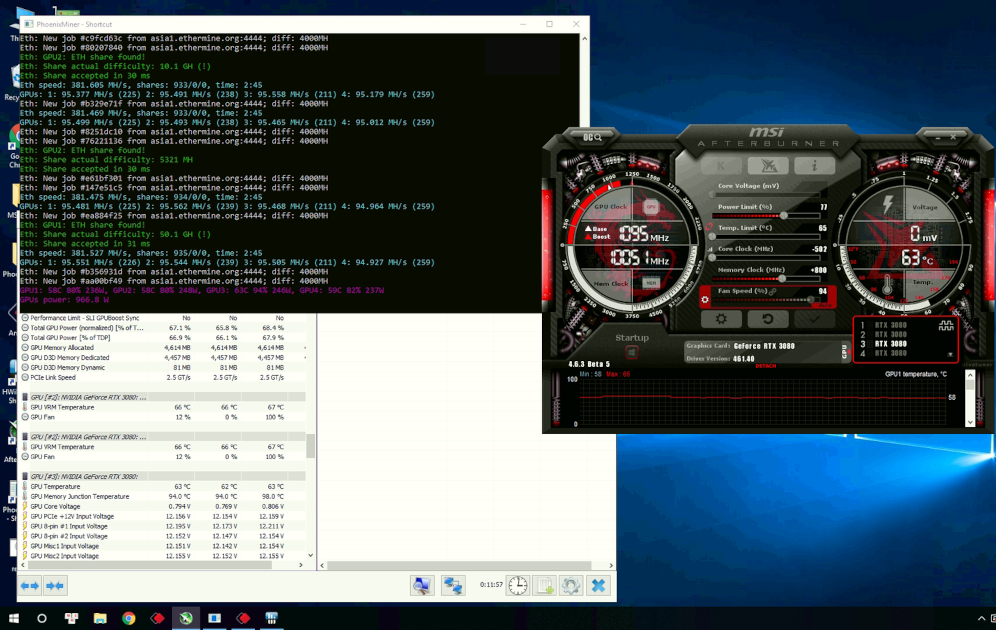 PhoenixMiner - Shortcut
Eth: New job #c9fcd63c from asia1.ethermine.org:4444; diff: 4000MH
Eth: New job #80207840 from asia1.ethermine.org:4444; diff: 4000MH
Eth: GPU2: ETH share found!
Eth: Share actual difficulty: 10.1 GH (!)
Eth: Share accepted in 30 ms
Eth speed: 381.605 MH/s, shares: 933/0/0, time: 2:45
GPUs: 1: 95.377 MH/s (225) 2: 95.491 MH/s (238) 3: 95.558 MH/s (211) 4: 95.179 MH/s (259)
Eth: New job #b329e71f from asia1.ethermine.org:4444; diff: 4000MH
Eth speed: 381.469 MH/s, shares: 933/0/0, time: 2:45
GPUs: 1: 95.499 MH/s (225) 2: 95.493 MH/s (238) 3: 95.465 MH/s (211) 4: 95.012 MH/s (259)
Eth: New job #8251dc10 from asia1.ethermine.org:4444; diff: 4000MH
Eth: New job #76221136 from asia1.ethermine.org:4444; diff: 4000MH
Eth: GPU2: ETH share found!
Eth: Share actual difficulty: 5321 MH
Eth: Share accepted in 30 ms
Eth: New job #e61bf301 from asia1.ethermine.org:4444; diff: 4000MH
Eth: New job #147e51c5 from asia1.ethermine.org:4444; diff: 4000MH
Eth speed: 381.475 MH/s, shares: 934/0/0, time: 2:45
GPUs: 1: 95.481 MH/s (225) 2: 95.562 MH/s (239) 3: 95.468 MH/s (211) 4: 94.964 MH/s (259)
Eth: New job #ea884f25 from asia1.ethermine.org:4444; diff: 4000MH
Eth: GPU1: ETH share found!
Eth: Share actual difficulty: 50.1 GH (!)
Eth: Share accepted in 31 ms
Eth speed: 381.527 MH/s, shares: 935/0/0, time: 2:45
GPUs: 1: 95.551 MH/s (226) 2: 95.544 MH/s (239) 3: 95.505 MH/s (211) 4: 94.927 MH/s (259)
Eth: New job #b356931d from asia1.ethermine.org:4444; diff: 4000MH
Eth: New job #aa00bf49 from asia1.ethermine.org:4444; diff: 4000MH
GPU1: 58C 88% 236W, GPU2: 58C 80% 248W, GPU3: 63C 94% 246W, GPU4: 59C 82% 237W
GPUs power: 966.8 W
Performance Limit - SLI GPUBoost Sync No No No
Total GPU Power (normalized) [% of T... 67.1 % 65.8 % 68.4 %
Total GPU Power [% of TDP] 66.9 % 66.1 % 67.9 %
GPU Memory Allocated 4,614 MB 4,614 MB 4,614 MB
GPU D3D Memory Dedicated 4,457 MB 4,457 MB 4,457 MB
GPU D3D Memory Dynamic 81 MB 81 MB 81 MB
PCIe Link Speed 2.5 GT/s 2.5 GT/s 2.5 GT/s
GPU [#2]: NVIDIA GeForce RTX 3080: ...
GPU VRM Temperature 66 °C 66 °C 67 °C
GPU Fan 12 % 0 % 100 %
GPU [#2]: NVIDIA GeForce RTX 3080: ...
GPU VRM Temperature 66 °C 66 °C 67 °C
GPU Fan 12 % 0 % 100 %
GPU [#3]: NVIDIA GeForce RTX 3080:
GPU Temperature 63 °C 62 °C 63 °C
GPU Memory Junction Temperature 94.0 °C 94.0 °C 98.0 °C
GPU Core Voltage 0.794 V 0.769 V 0.806 V
GPU PCIe +12V Input Voltage 12.156 V 12.154 V 12.159 V
GPU 8-pin #1 Input Voltage 12.195 V 12.173 V 12.211 V
GPU 8-pin #2 Input Voltage 12.152 V 12.147 V 12.154 V
GPU Misc1 Input Voltage 12.151 V 12.142 V 12.154 V
GPU Misc2 Input Voltage 12.155 V 12.152 V 12.155 V
0:11:57
OC
msi
AFTERBURNER
GPU Clock
Base
Boost
1095 MHz
10051 MHz
Mem Clock
Core Voltage (mV)
Power Limit (%) 77
Temp. Limit (°C) 65
Core Clock (MHz) -502
Memory Clock (MHz) +800
Fan Speed (%) 94
Voltage
0 mV
63 °C
Temp.
Startup
Graphics Card: GeForce RTX 3080
Driver Version: 461.40
GPU
1 RTX 3080
2 RTX 3080
3 RTX 3080
4 RTX 3080
4.6.3 Beta 5
DETACH
Min : 58 Max : 65
GPU1 temperature, °C
100
58
0